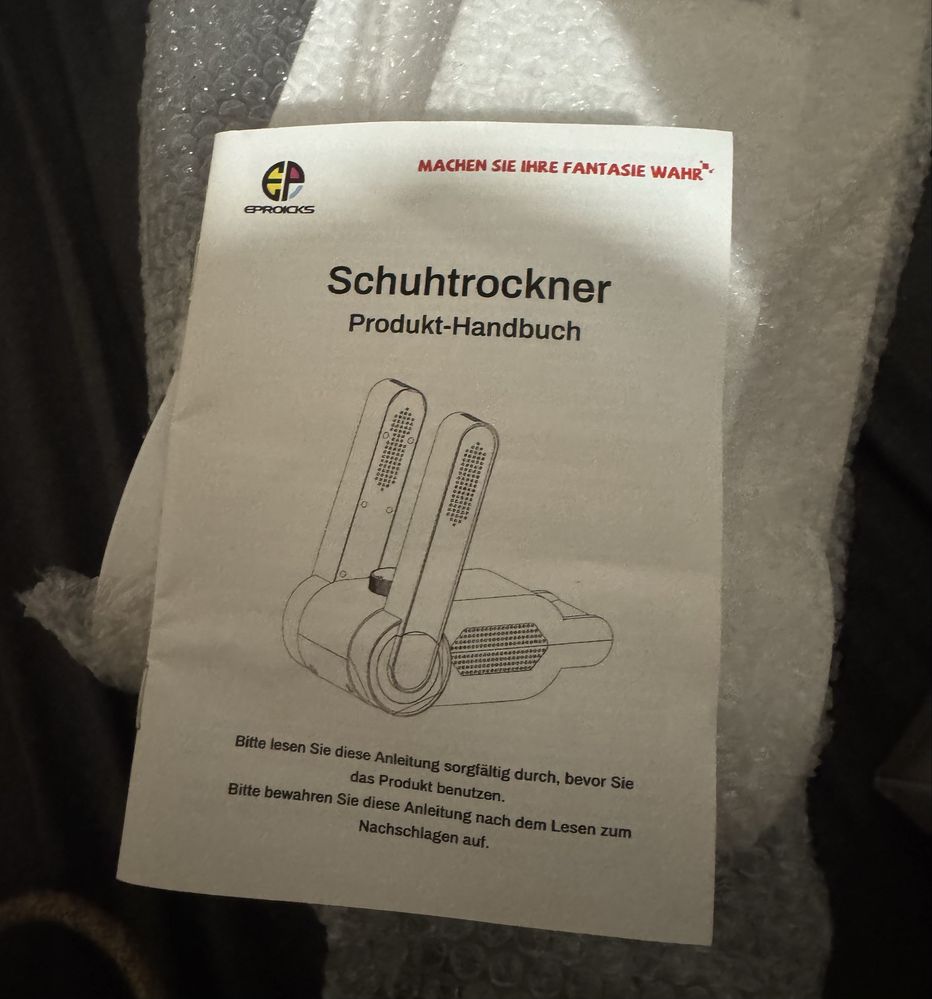 EP
EPROICKS
MACHEN SIE IHRE FANTASIE WAHR
Schuhtrockner
Produkt-Handbuch
Bitte lesen Sie diese Anleitung sorgfältig durch, bevor Sie
das Produkt benutzen.
Bitte bewahren Sie diese Anleitung nach dem Lesen zum
Nachschlagen auf.